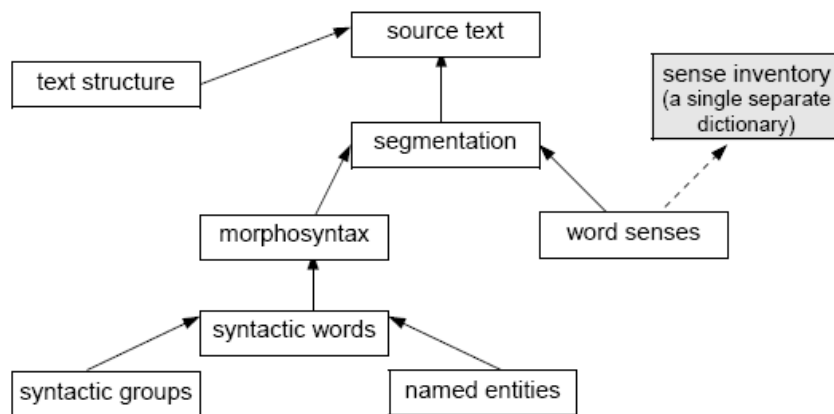 source text
text structure
sense inventory
(a single separate
dictionary)
segmentation
morphosyntax
word senses
syntactic words
syntactic groups
named entities